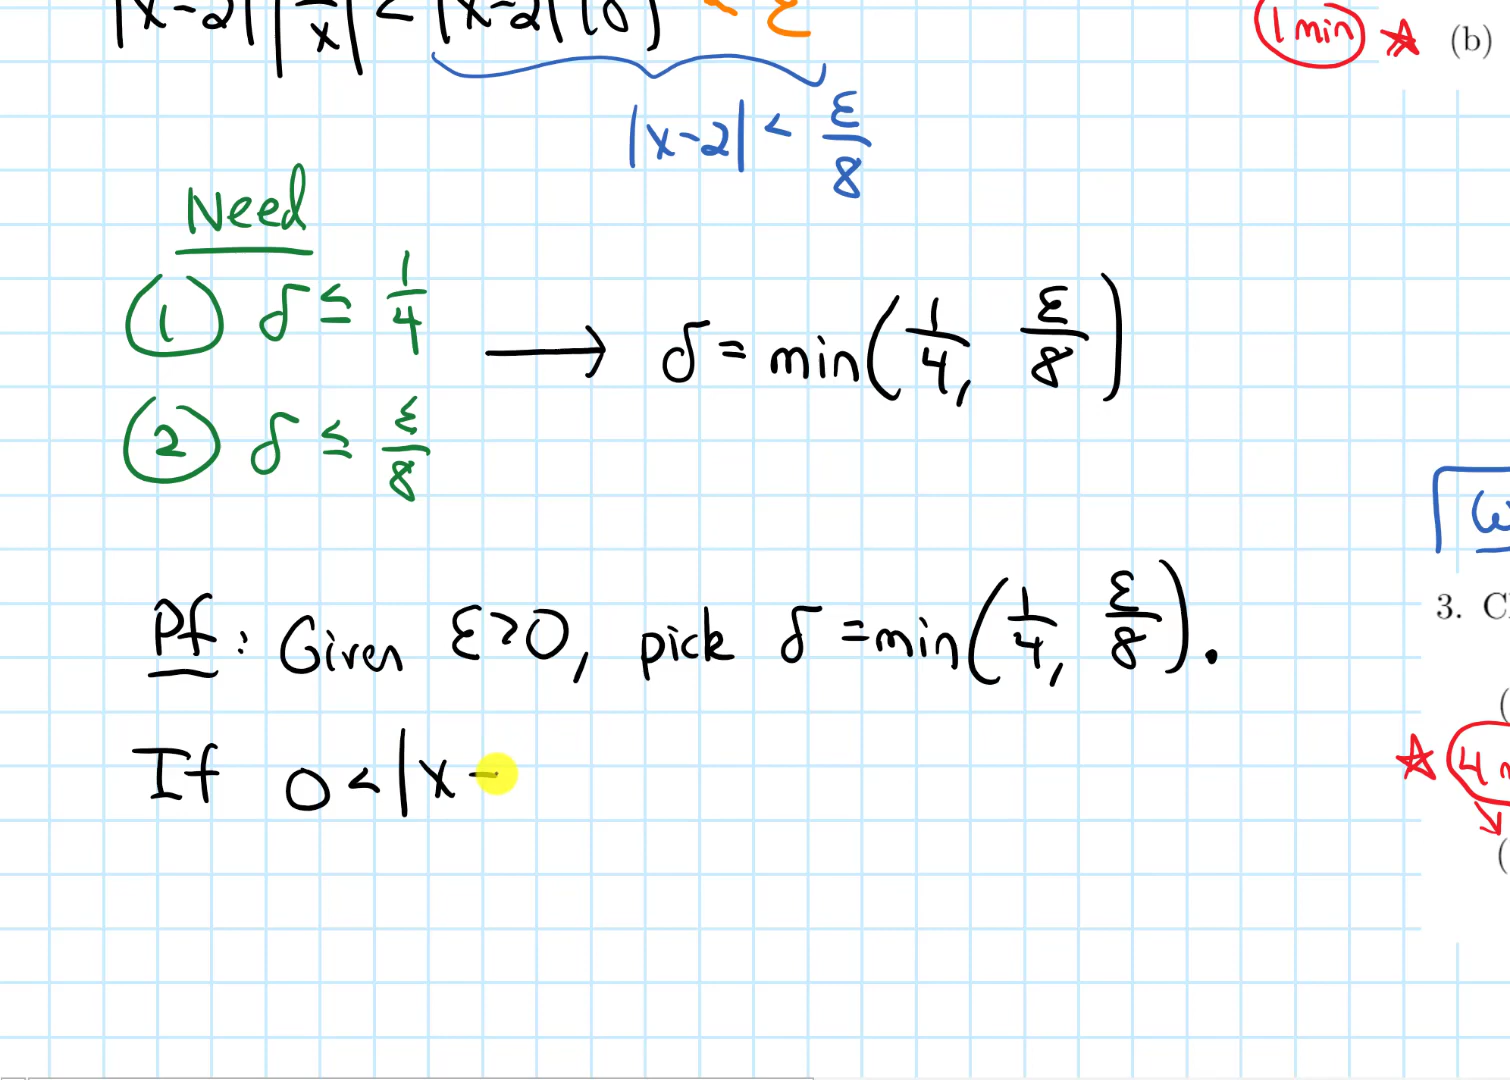 |x-2| | /x| < |x-2| (8) < ε
1 min ★ (b)
|x-2| < ε/8
Need
① δ ≤ 1/4
→ δ = min(1/4, ε/8)
② δ ≤ ε/8
Pf: Given ε>0, pick δ = min(1/4, ε/8).
3. C
(
If 0 < |x -
★ 4 m
(